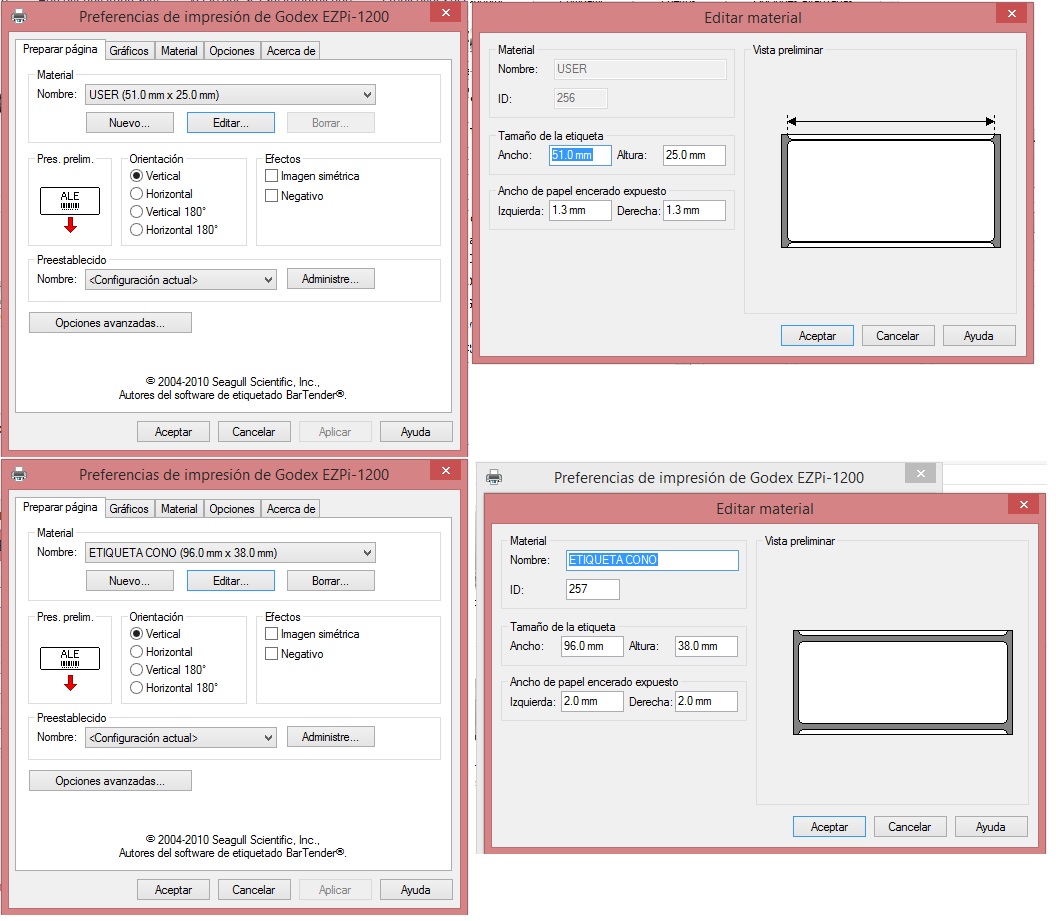 Preferencias de impresión de Godex EZPi-1200
Preparar página Gráficos Material Opciones Acerca de
Material
Nombre: USER (51.0 mm x 25.0 mm)
Nuevo... Editar... Borrar...
Pres. prelim. Orientación Efectos
ALE
Vertical
Horizontal
Vertical 180°
Horizontal 180°
Imagen simétrica
Negativo
Preestablecido
Nombre: <Configuración actual> Administre...
Opciones avanzadas...
© 2004-2010 Seagull Scientific, Inc.,
Autores del software de etiquetado BarTender®.
Aceptar Cancelar Aplicar Ayuda
Editar material
Material
Nombre: USER
ID: 256
Tamaño de la etiqueta
Ancho: 51.0 mm Altura: 25.0 mm
Ancho de papel encerado expuesto
Izquierda: 1.3 mm Derecha: 1.3 mm
Vista preliminar
Aceptar Cancelar Ayuda
Preferencias de impresión de Godex EZPi-1200
Preparar página Gráficos Material Opciones Acerca de
Material
Nombre: ETIQUETA CONO (96.0 mm x 38.0 mm)
Nuevo... Editar... Borrar...
Pres. prelim. Orientación Efectos
ALE
Vertical
Horizontal
Vertical 180°
Horizontal 180°
Imagen simétrica
Negativo
Preestablecido
Nombre: <Configuración actual> Administre...
Opciones avanzadas...
© 2004-2010 Seagull Scientific, Inc.,
Autores del software de etiquetado BarTender®.
Aceptar Cancelar Aplicar Ayuda
Preferencias de impresión de Godex EZPi-1200
Editar material
Material
Nombre: ETIQUETA CONO
ID: 257
Tamaño de la etiqueta
Ancho: 96.0 mm Altura: 38.0 mm
Ancho de papel encerado expuesto
Izquierda: 2.0 mm Derecha: 2.0 mm
Vista preliminar
Aceptar Cancelar Ayuda